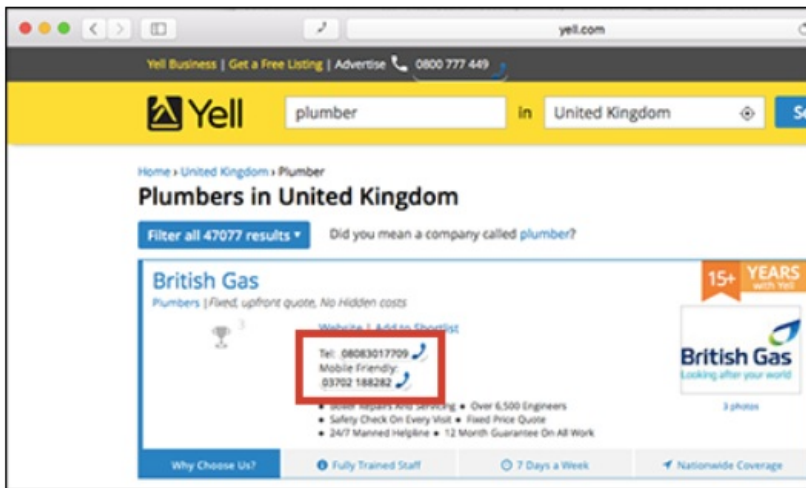 yell.com
Yell Business | Get a Free Listing | Advertise 0800 777 449
Yell plumber in United Kingdom
Home › United Kingdom › Plumber
Plumbers in United Kingdom
Filter all 47077 results Did you mean a company called plumber?
British Gas
15+ YEARS with Yell
Plumbers | Fixed, upfront quote, No Hidden costs
3
Website | Add to Shortlist
Tel: 08083017709
Mobile Friendly:
03702 188282
British Gas
Looking after your world
3 photos
• Boiler Repairs And Servicing • Over 6,500 Engineers
• Safety Check On Every Visit • Fixed Price Quote
• 24/7 Manned Helpline • 12 Month Guarantee On All Work
Why Choose Us? Fully Trained Staff 7 Days a Week Nationwide Coverage